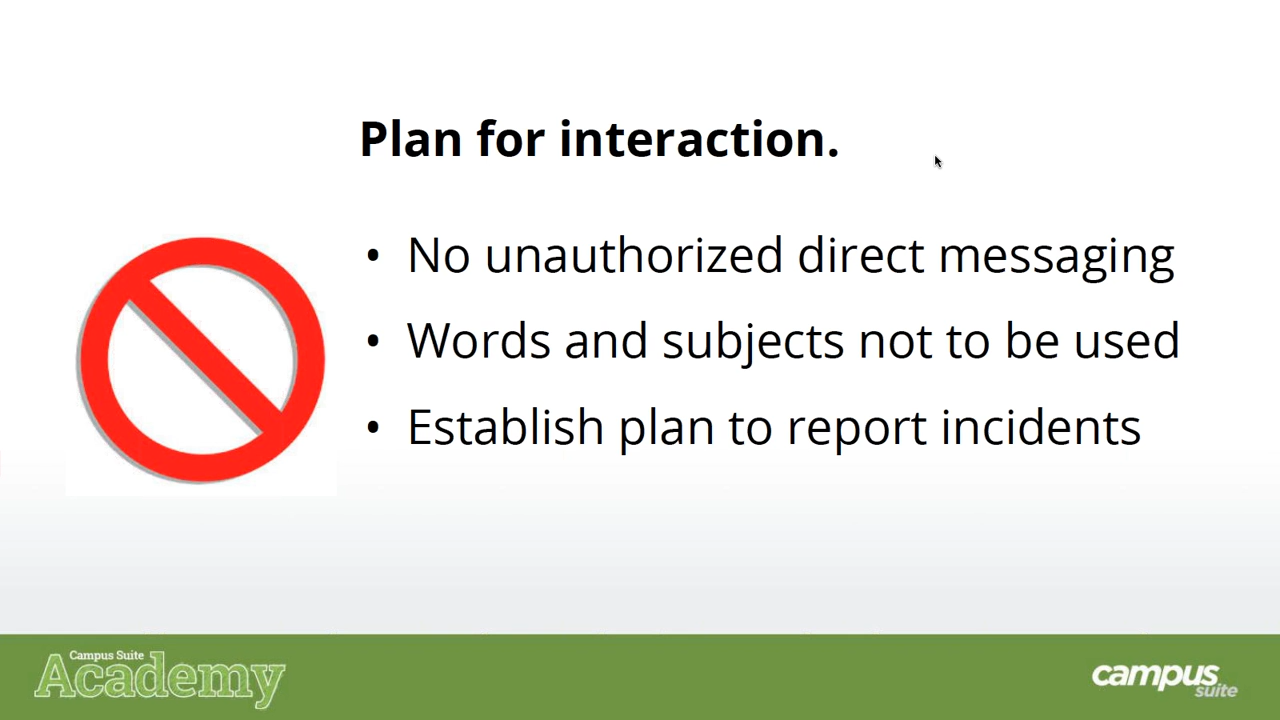 Plan for interaction.
• No unauthorized direct messaging
• Words and subjects not to be used
• Establish plan to report incidents
Campus Suite
Academy
campus
suite